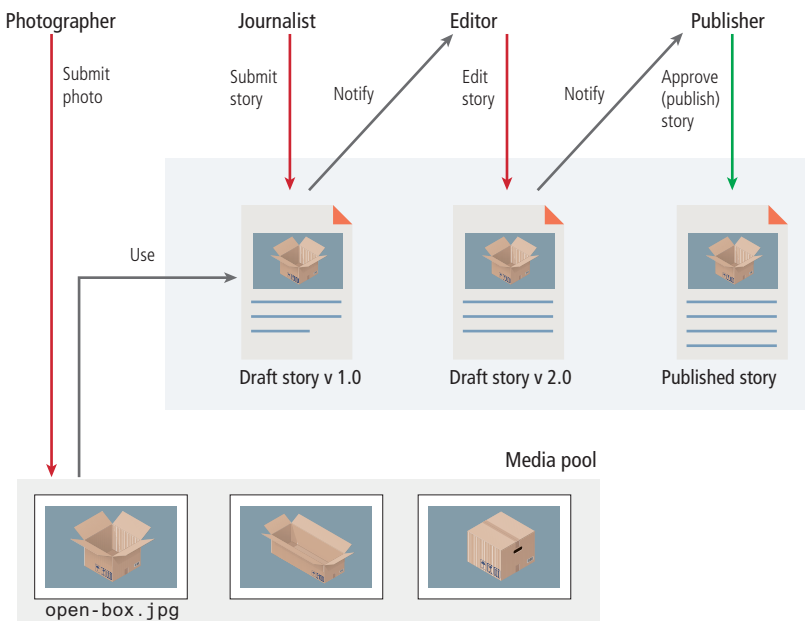 Photographer
Journalist
Editor
Publisher
Submit
photo
Submit
story
Notify
Edit
story
Notify
Approve
(publish)
story
Use
Draft story v 1.0
Draft story v 2.0
Published story
Media pool
open-box.jpg